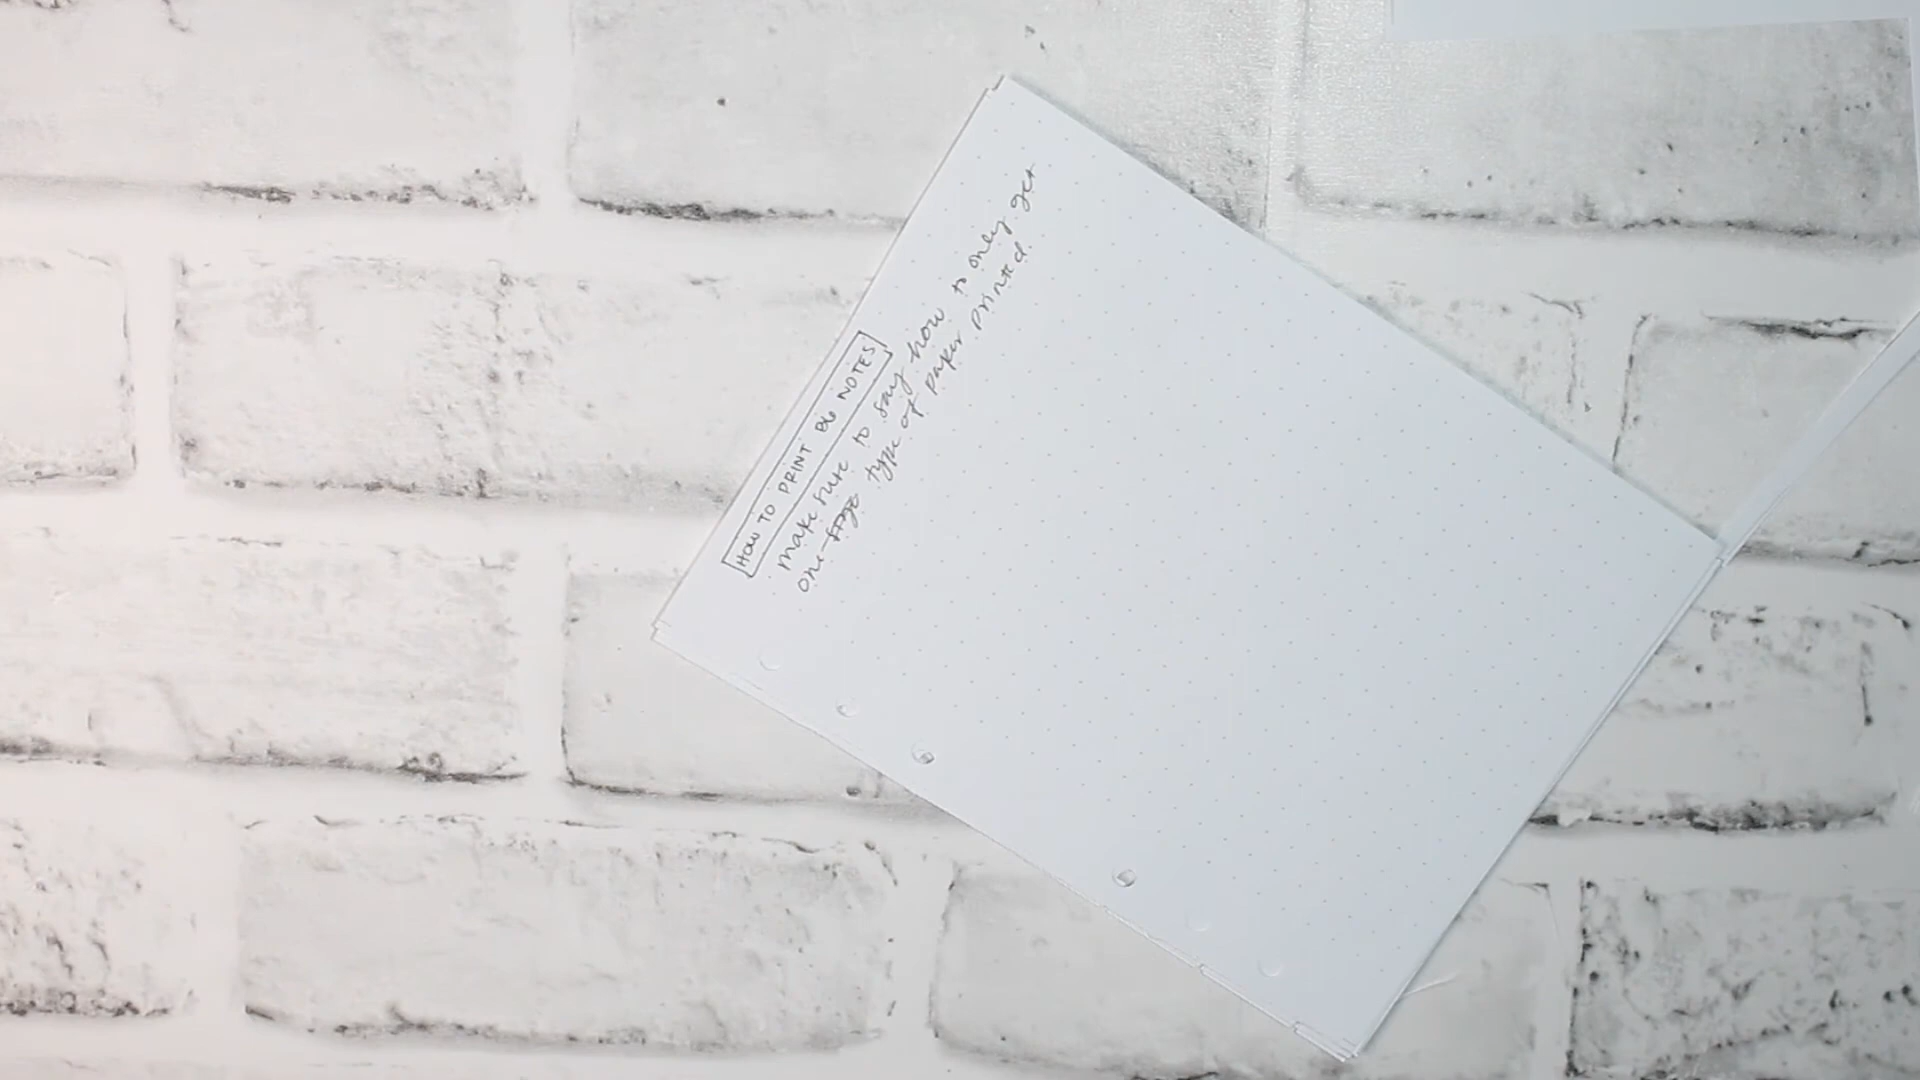 HOW TO PRINT B6 NOTES
make sure to say how to only get
one type of paper printed